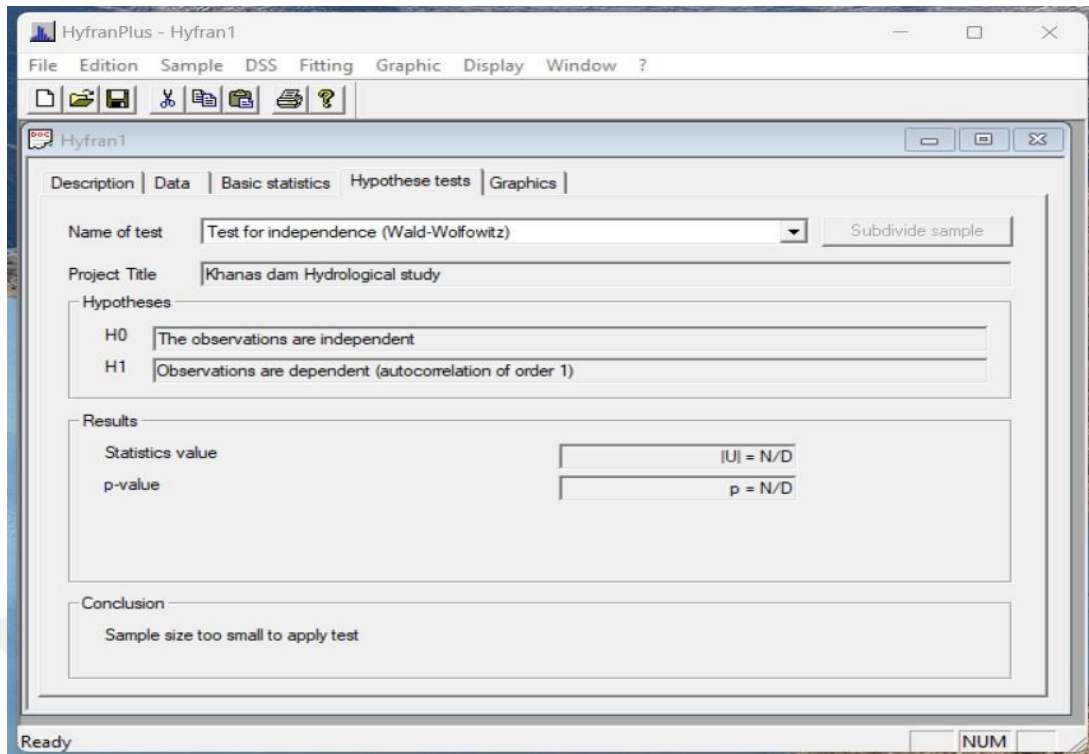 HyfranPlus - Hyfran1
File Edition Sample DSS Fitting Graphic Display Window ?
Hyfran1
Description Data Basic statistics Hypothese tests Graphics
Name of test Test for independence (Wald-Wolfowitz) Subdivide sample
Project Title Khanas dam Hydrological study
Hypotheses
H0 The observations are independent
H1 Observations are dependent (autocorrelation of order 1)
Results
Statistics value |U| = N/D
p-value p = N/D
Conclusion
Sample size too small to apply test
Ready NUM